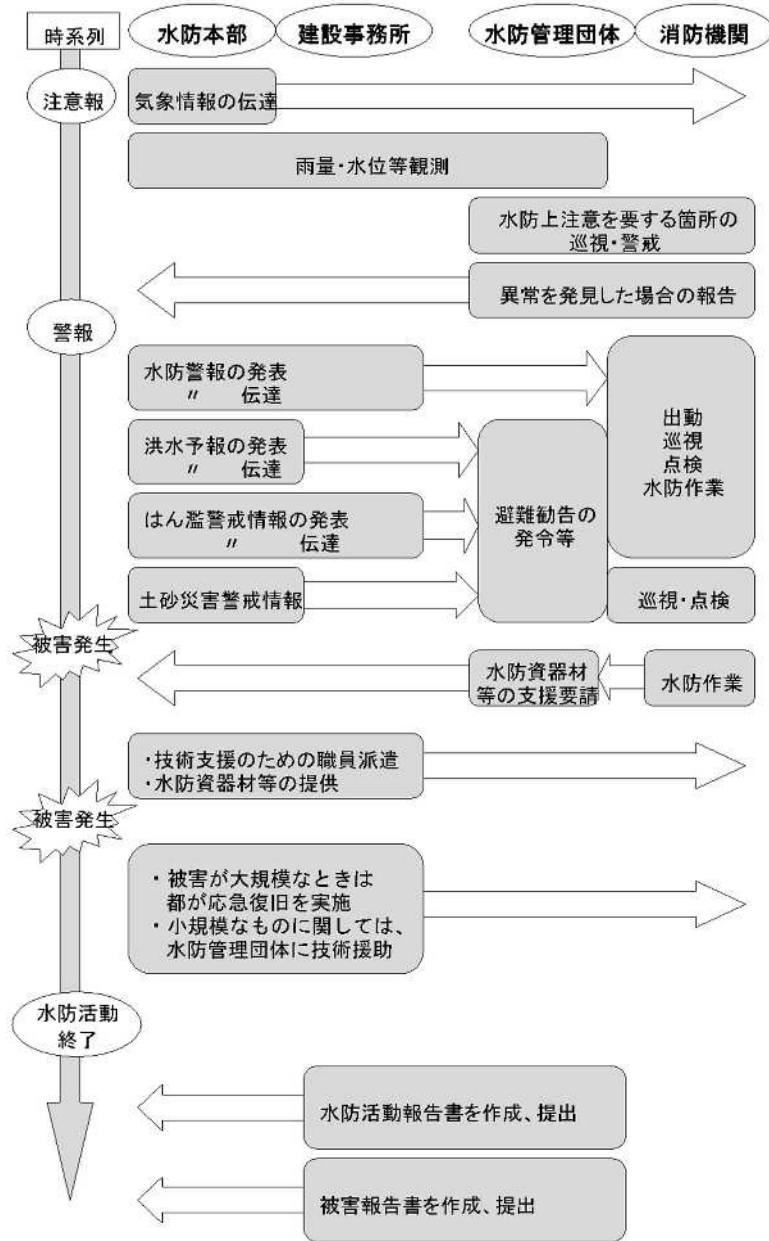 時系列
水防本部
建設事務所
水防管理団体
消防機関
注意報
気象情報の伝達
雨量・水位等観測
水防上注意を要する箇所の
巡視・警戒
異常を発見した場合の報告
警報
水防警報の発表
〃 伝達
出動
巡視
点検
水防作業
洪水予報の発表
〃 伝達
避難勧告の
発令等
はん濫警戒情報の発表
〃 伝達
土砂災害警戒情報
巡視・点検
被害発生
水防資器材
等の支援要請
水防作業
・技術支援のための職員派遣
・水防資器材等の提供
被害発生
・被害が大規模なときは
都が応急復旧を実施
・小規模なものに関しては、
水防管理団体に技術援助
水防活動
終了
水防活動報告書を作成、提出
被害報告書を作成、提出